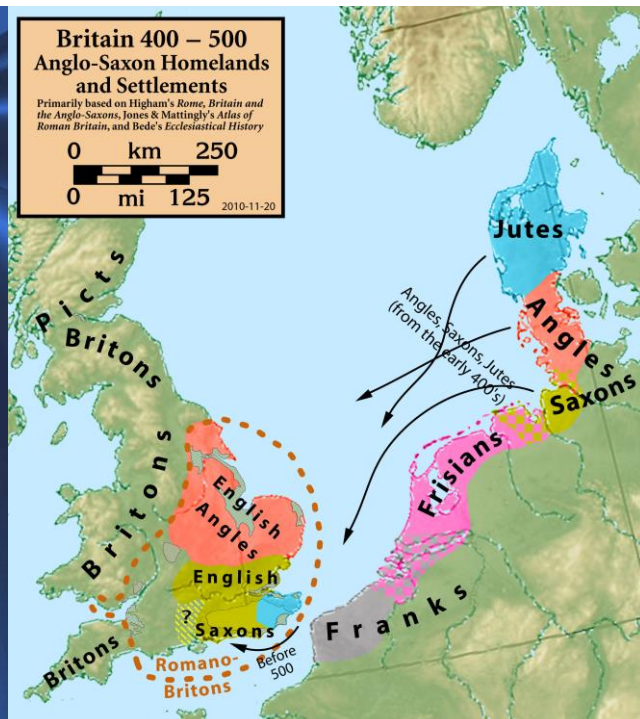 Britain 400 – 500
Anglo-Saxon Homelands
and Settlements
Primarily based on Higham's Rome, Britain and
the Anglo-Saxons, Jones & Mattingly's Atlas of
Roman Britain, and Bede's Ecclesiastical History
0 km 250
0 mi 125
2010-11-20
Picts
Britons
Britons
Britons
English
Angles
English
?
Saxons
Romano-
Britons
Before
500
Jutes
Angles
Saxons
Angles, Saxons, Jutes
(from the early 400's)
Frisians
Franks